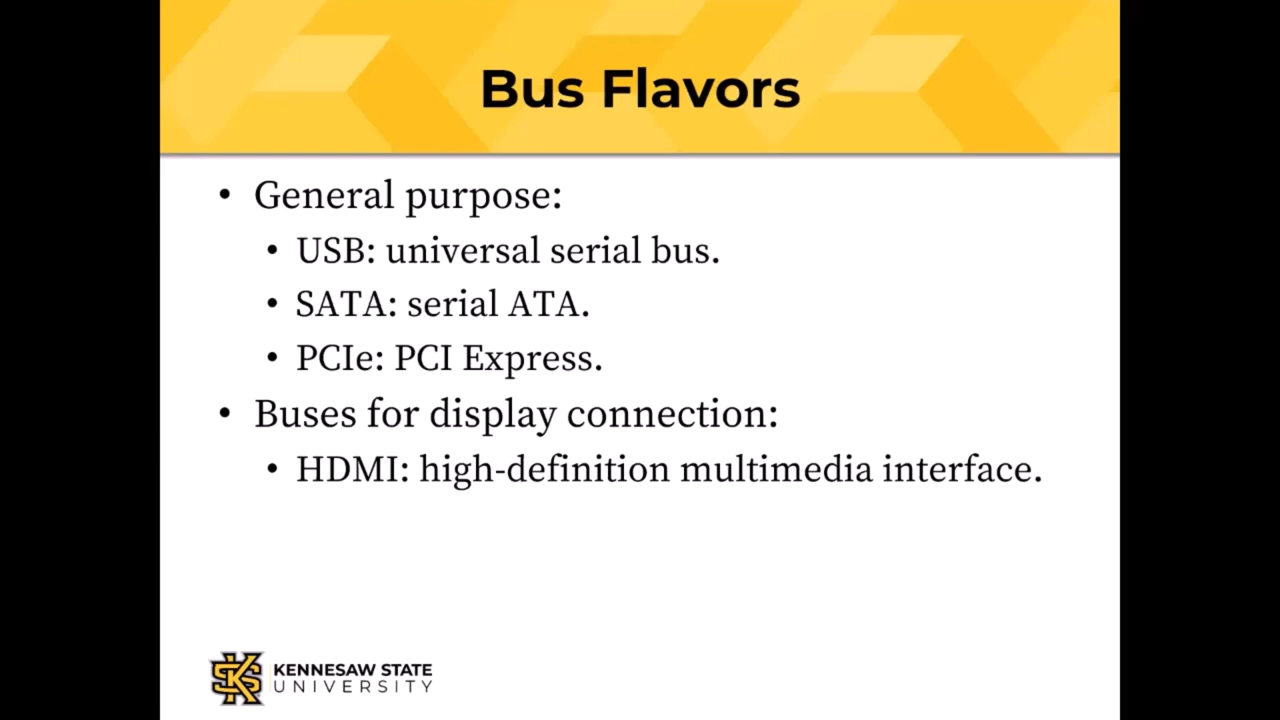 Bus Flavors
• General purpose:
• USB: universal serial bus.
• SATA: serial ATA.
• PCIe: PCI Express.
• Buses for display connection:
• HDMI: high-definition multimedia interface.
KENNESAW STATE
UNIVERSITY